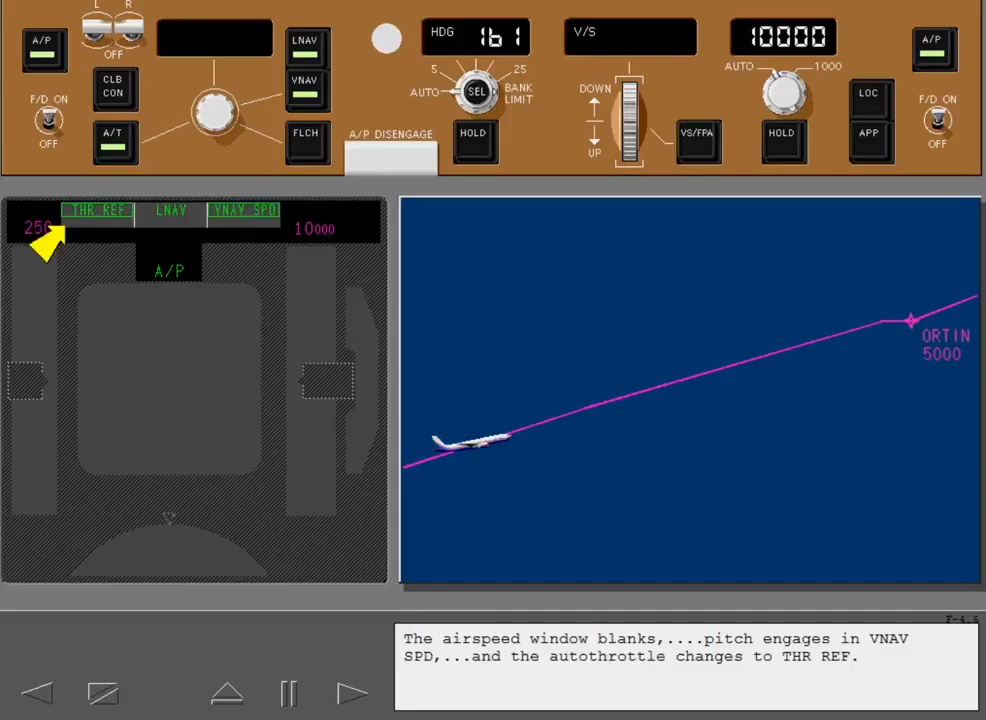 L R
A/P
OFF
CLB
CON
F/D ON
OFF
A/T
LNAV
VNAV
FLCH
A/P DISENGAGE
HDG 161
5 25
AUTO
SEL
BANK
LIMIT
HOLD
V/S
DOWN
UP
VS/FPA
10000
AUTO 1000
HOLD
LOC
APP
A/P
F/D ON
OFF
THR REF LNAV VNAV SPD
250 10000
A/P
ORTIN
5000
The airspeed window blanks,....pitch engages in VNAV
SPD,...and the autothrottle changes to THR REF.